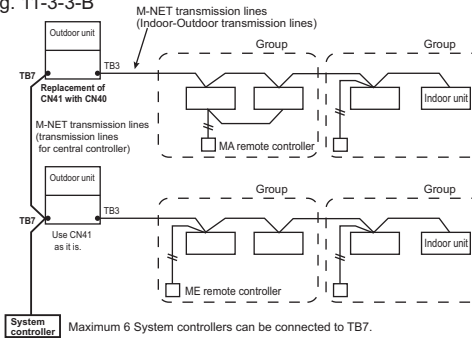 g. 11-3-3-B
M-NET transmission lines
(Indoor-Outdoor transmission lines)
Outdoor unit
Group
Group
TB7
TB3
Replacement of
CN41 with CN40
Indoor unit
M-NET transmission lines
(transmission lines
for central controller)
MA remote controller
Outdoor unit
Group
Group
TB7
TB3
Use CN41
as it is.
Indoor unit
ME remote controller
System
controller
Maximum 6 System controllers can be connected to TB7.